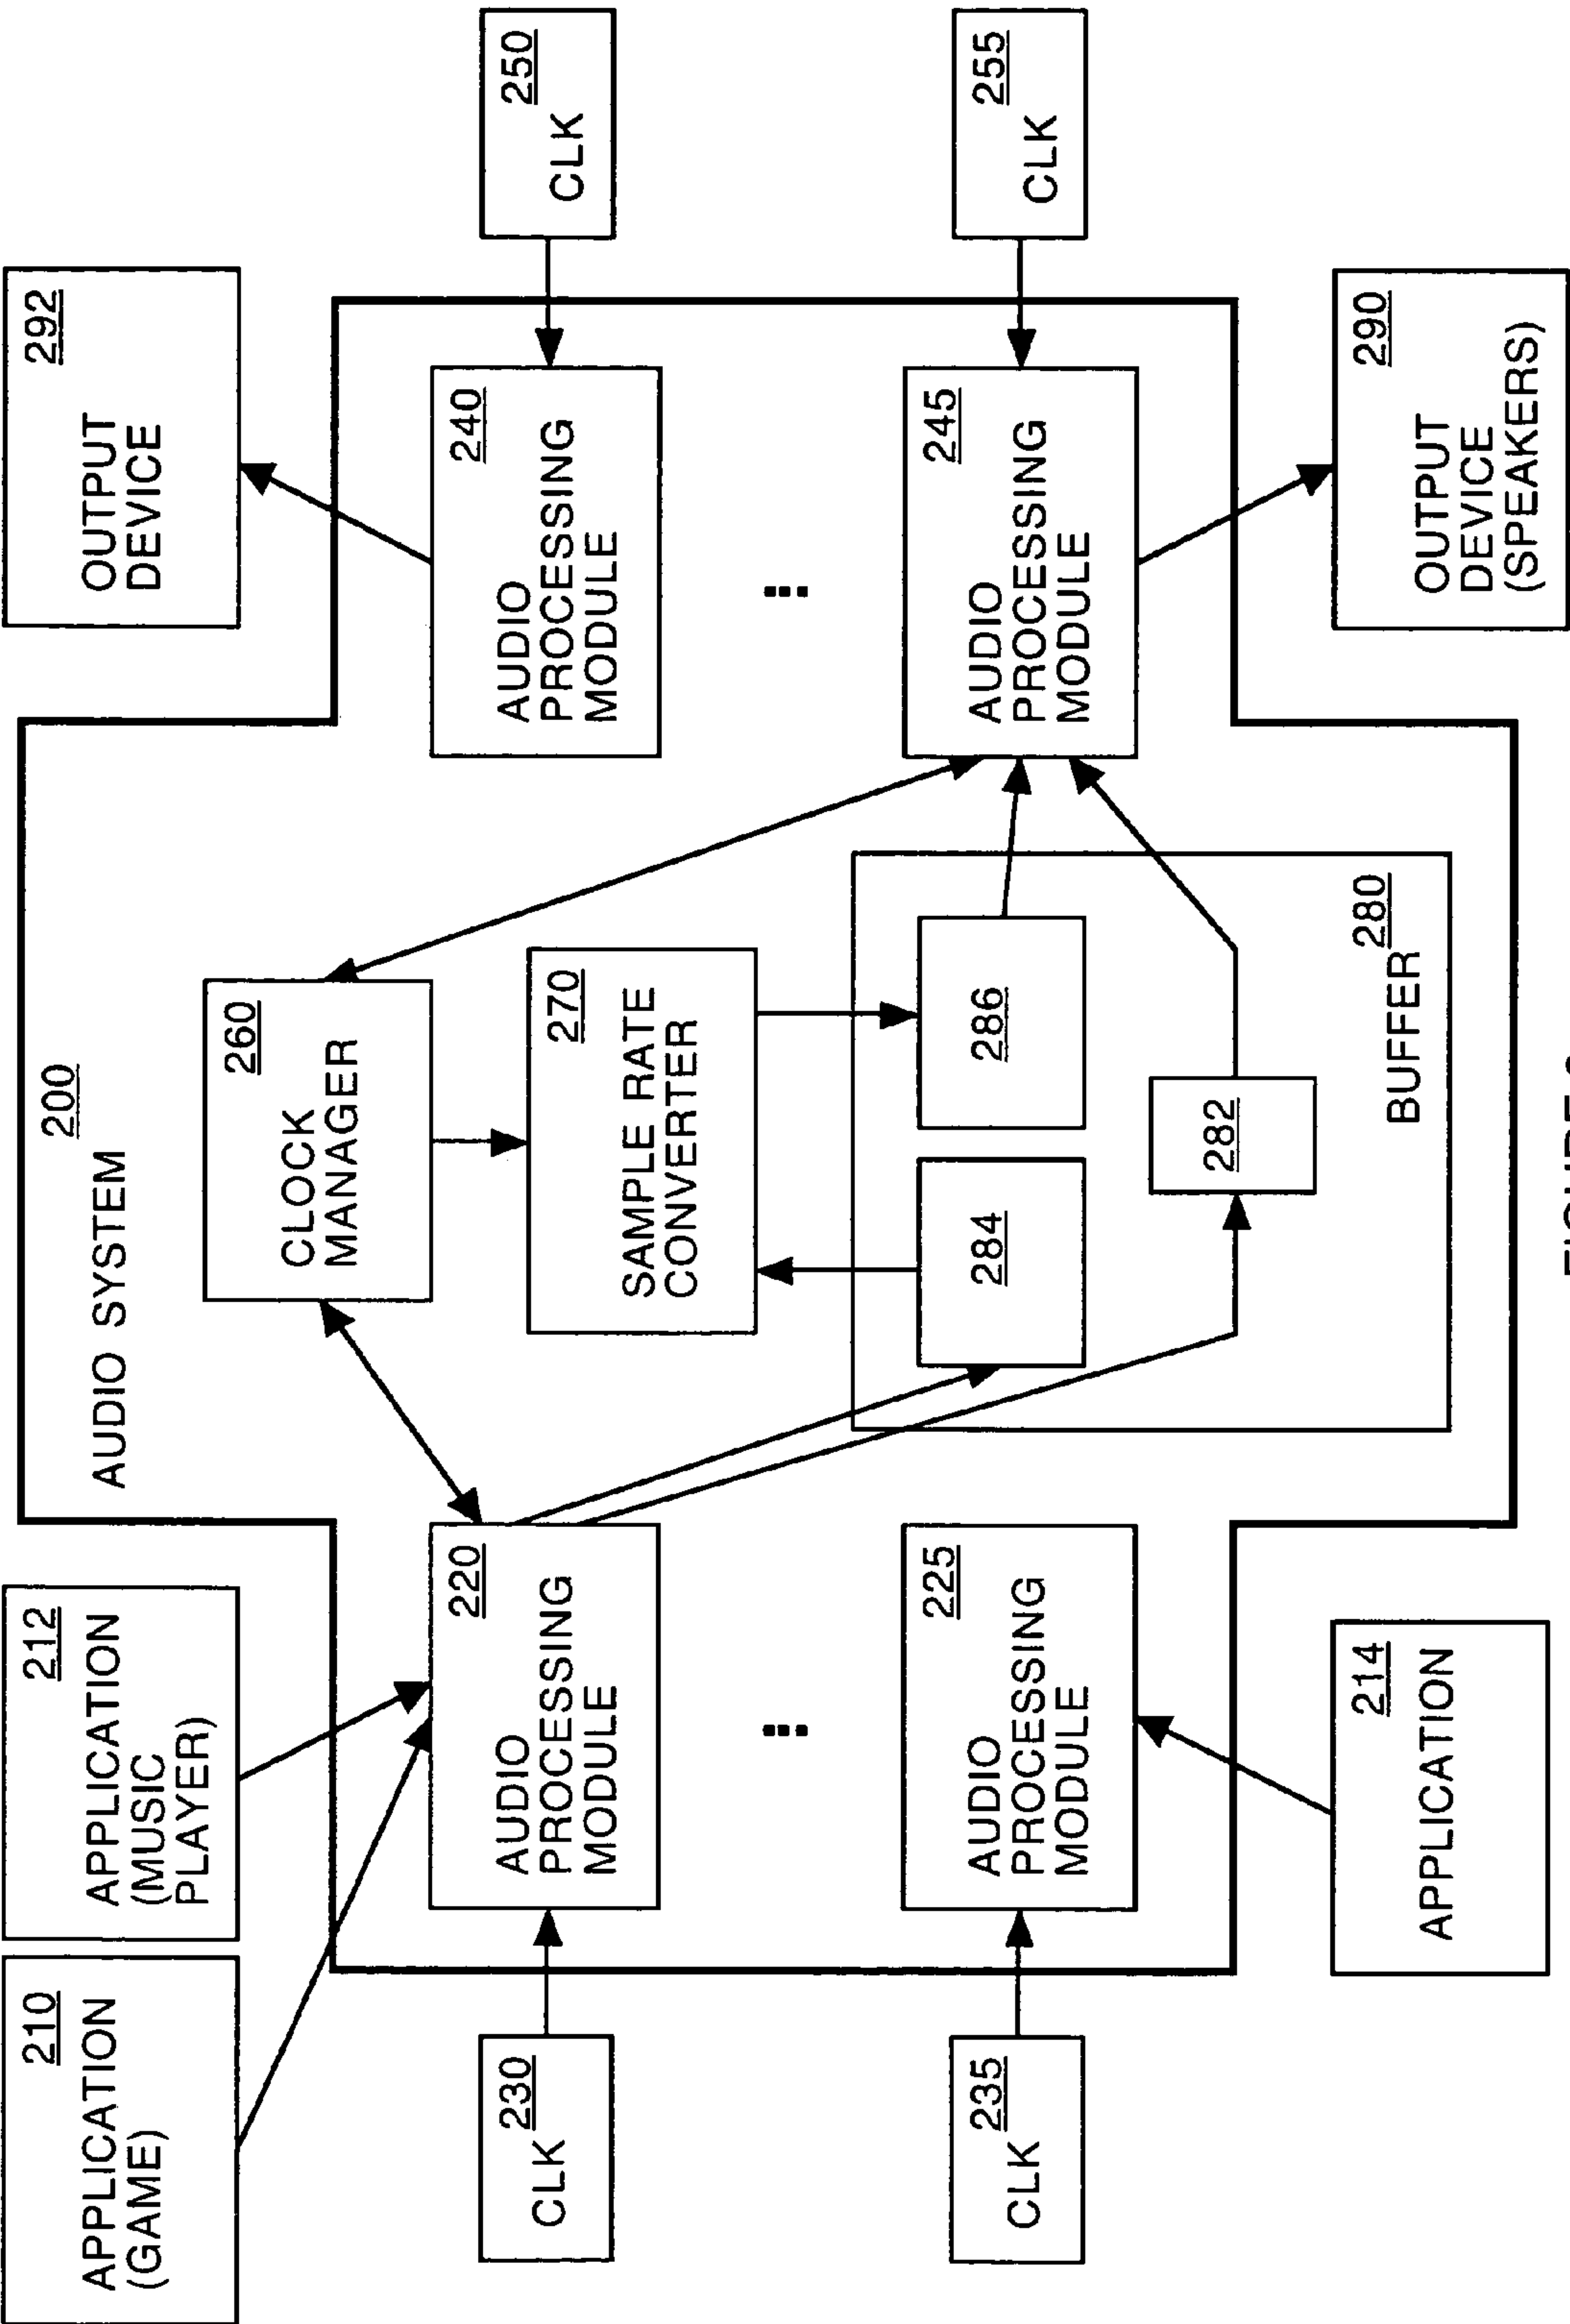 210
APPLICATION
(GAME)
212
APPLICATION
(MUSIC
PLAYER)
200
AUDIO SYSTEM
292
OUTPUT
DEVICE
230
CLK
220
AUDIO
PROCESSING
MODULE
260
CLOCK
MANAGER
240
AUDIO
PROCESSING
MODULE
250
CLK
270
SAMPLE RATE
CONVERTER
...
...
235
CLK
225
AUDIO
PROCESSING
MODULE
284
286
282
280
BUFFER
245
AUDIO
PROCESSING
MODULE
255
CLK
214
APPLICATION
290
OUTPUT
DEVICE
(SPEAKERS)